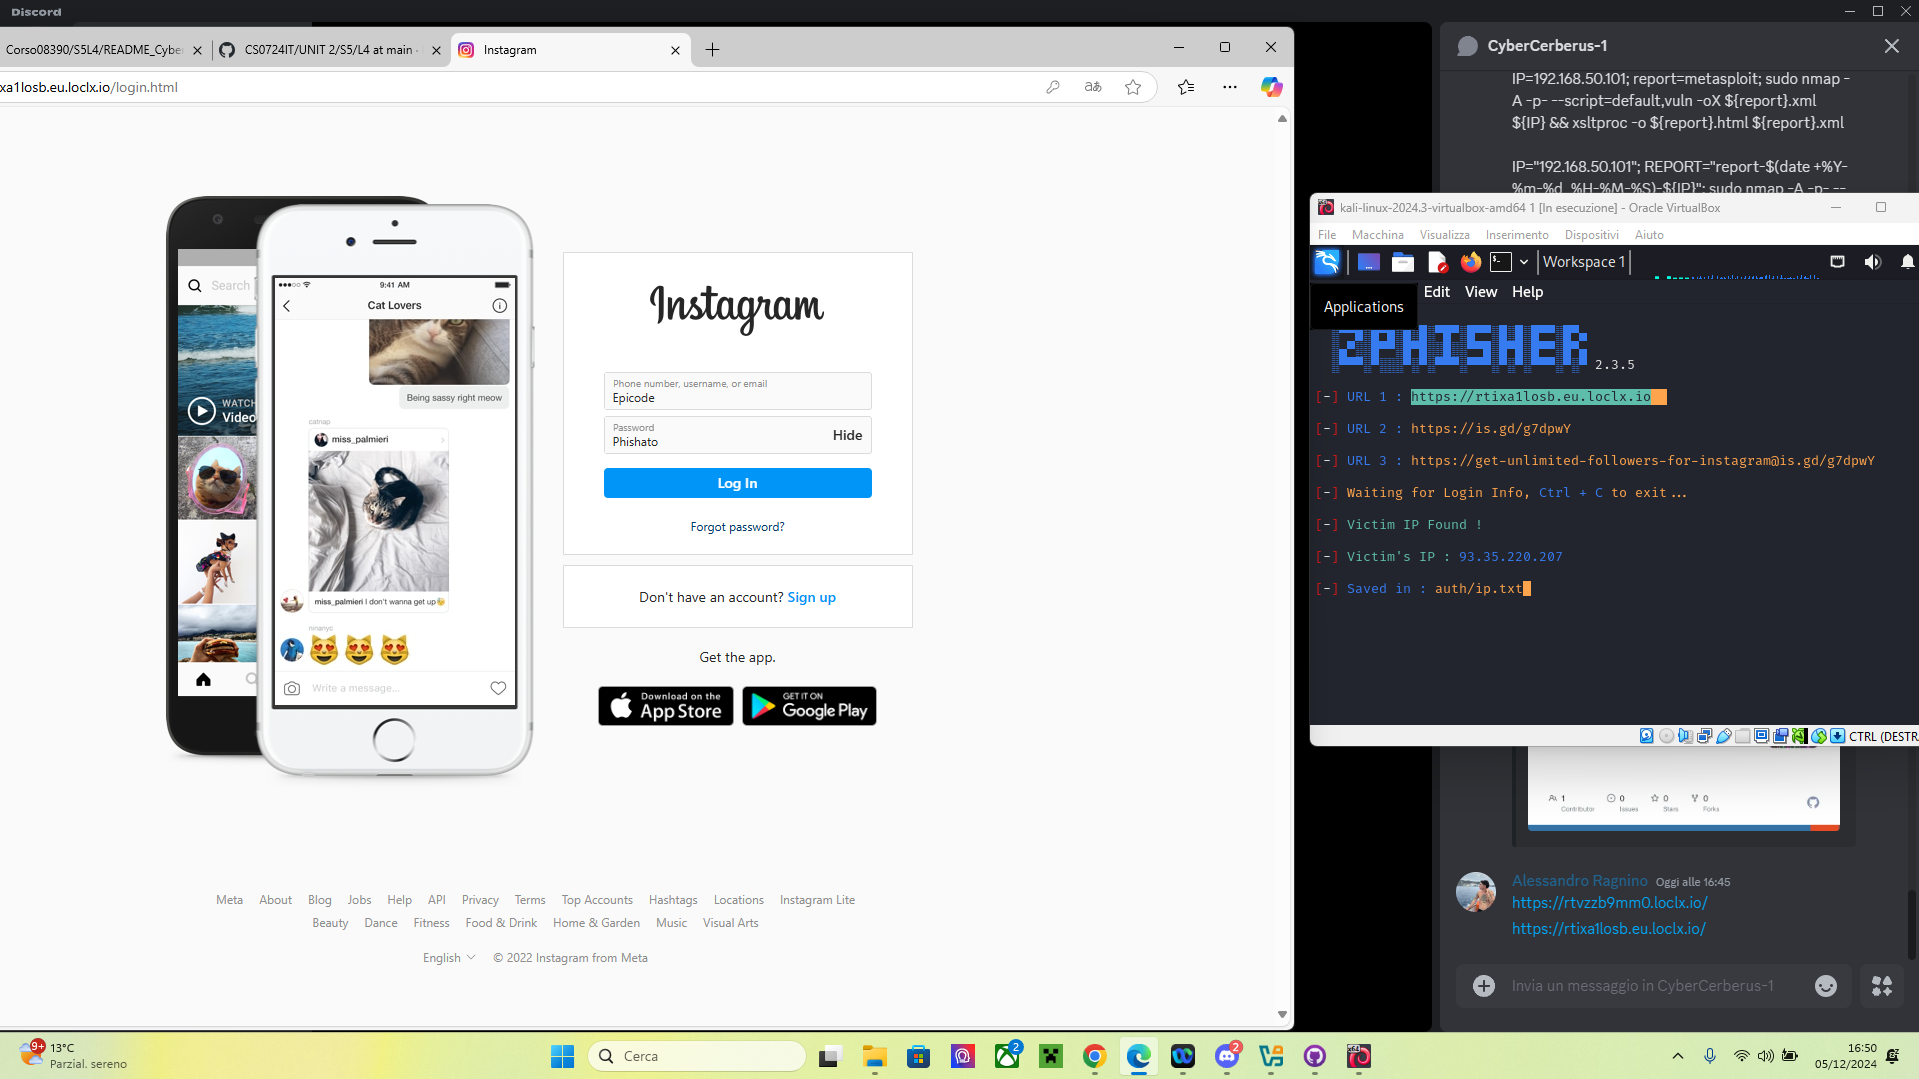 Discord
Corso08390/S5L4/README_Cyber
CS0724IT/UNIT 2/S5/L4 at main ·
Instagram
xa1losb.eu.loclx.io/login.html
Search
WATCH
Video
9:41 AM
Cat Lovers
Being sassy right meow
catnap
miss_palmieri
miss_palmieri I don't wanna get up
ninanyc
Write a message...
Instagram
Phone number, username, or email
Epicode
Password
Phishato
Hide
Log In
Forgot password?
Don't have an account? Sign up
Get the app.
Download on the
App Store
GET IT ON
Google Play
Meta About Blog Jobs Help API Privacy Terms Top Accounts Hashtags Locations Instagram Lite
Beauty Dance Fitness Food & Drink Home & Garden Music Visual Arts
English © 2022 Instagram from Meta
CyberCerberus-1
IP=192.168.50.101; report=metasploit; sudo nmap -
A -p- --script=default,vuln -oX ${report}.xml
${IP} && xsltproc -o ${report}.html ${report}.xml
IP="192.168.50.101"; REPORT="report-$(date +%Y-
%m-%d_%H-%M-%S)-${IP}"; sudo nmap -A -p- --
kali-linux-2024.3-virtualbox-amd64 1 [In esecuzione] - Oracle VirtualBox
File Macchina Visualizza Inserimento Dispositivi Aiuto
Workspace 1
Applications
Edit View Help
ZPHISHER 2.3.5
[-] URL 1 : https://rtixa1losb.eu.loclx.io
[-] URL 2 : https://is.gd/g7dpwY
[-] URL 3 : https://get-unlimited-followers-for-instagram@is.gd/g7dpwY
[-] Waiting for Login Info, Ctrl + C to exit...
[-] Victim IP Found !
[-] Victim's IP : 93.35.220.207
[-] Saved in : auth/ip.txt
CTRL (DESTR
1 0 0 0
Contributor Issues Stars Forks
Alessandro Ragnino Oggi alle 16:45
https://rtvzzb9mm0.loclx.io/
https://rtixa1losb.eu.loclx.io/
Invia un messaggio in CyberCerberus-1
9+
13°C
Parzial. sereno
Cerca
2
2
x64
16:50
05/12/2024